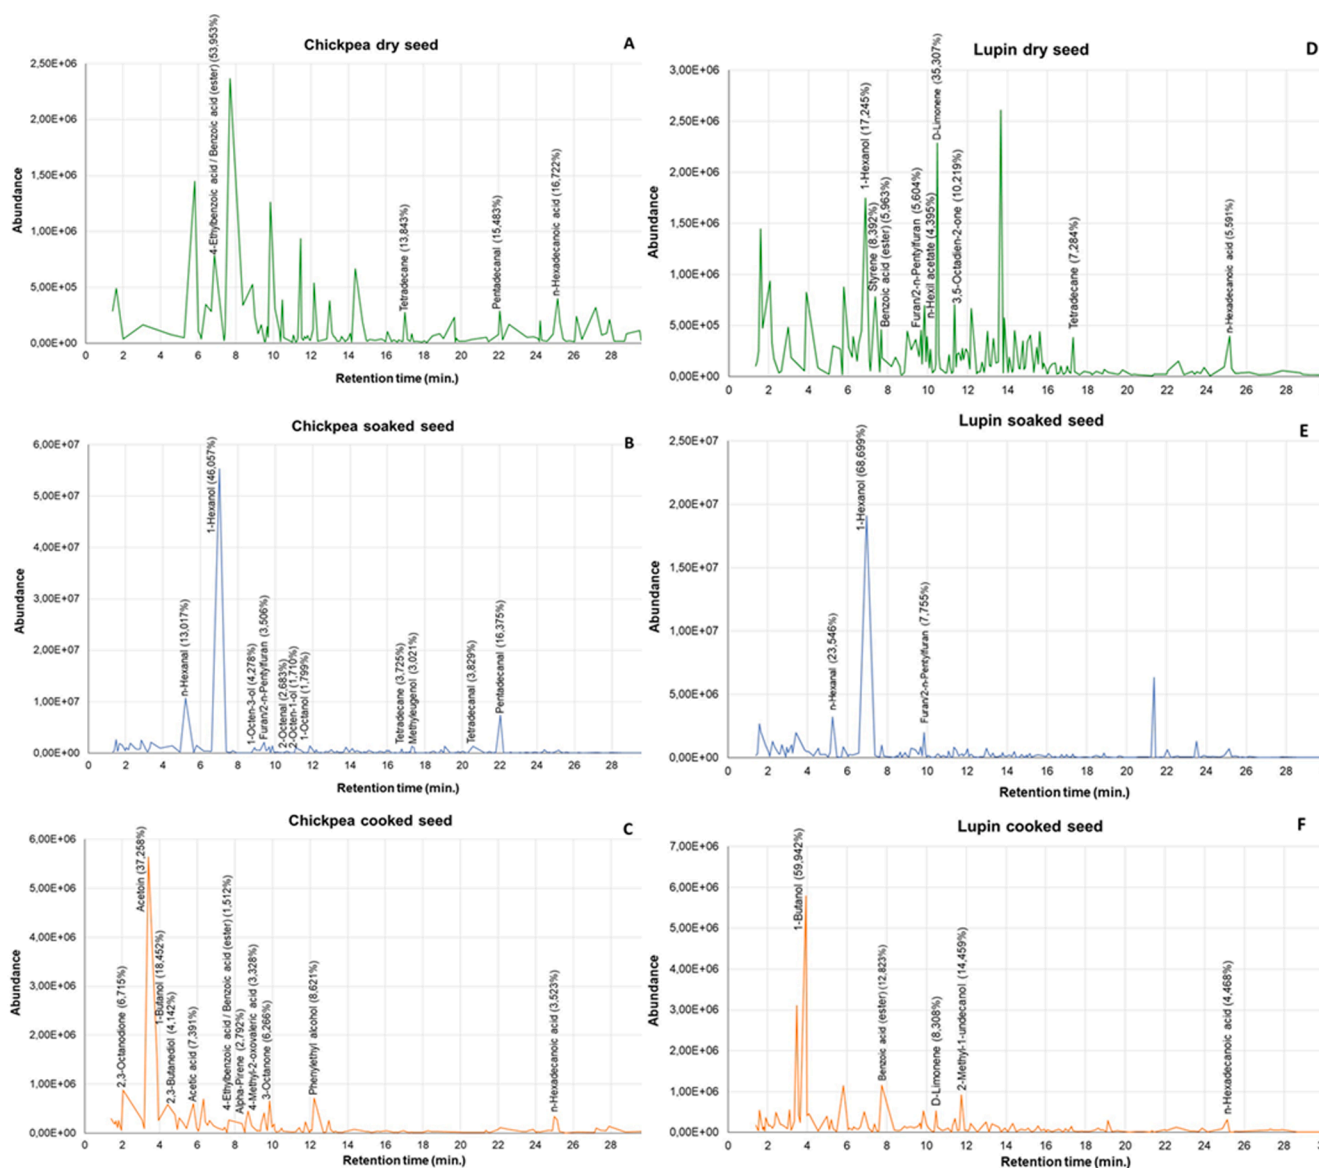 Chickpea dry seed
A
Abundance
2,50E+06
2,00E+06
1,50E+06
1,00E+06
5,00E+05
0,00E+00
4-Ethylbenzoic acid / Benzoic acid (ester) (53,953%)
Tetradecane (13,843%)
Pentadecanal (15,483%)
n-Hexadecanoic acid (16,722%)
0 2 4 6 8 10 12 14 16 18 20 22 24 26 28
Retention time (min.)
Lupin dry seed
D
Abundance
3,00E+06
2,50E+06
2,00E+06
1,50E+06
1,00E+06
5,00E+05
0,00E+00
1-Hexanol (17,245%)
Styrene (8,392%)
Benzoic acid (ester) (5,963%)
Furan/2-n-Pentylfuran (5,604%)
n-Hexil acetate (4,395%)
D-Limonene (35,307%)
3,5-Octadien-2-one (10,219%)
Tetradecane (7,284%)
n-Hexadecanoic acid (5,591%)
0 2 4 6 8 10 12 14 16 18 20 22 24 26 28
Retention time (min.)
Chickpea soaked seed
B
Abundance
6,00E+07
5,00E+07
4,00E+07
3,00E+07
2,00E+07
1,00E+07
0,00E+00
n-Hexanal (13,017%)
1-Hexanol (46,057%)
1-Octen-3-ol (4,278%)
Furan/2-n-Pentylfuran (3,506%)
2-Octenal (2,683%)
2-Octen-1-ol (1,710%)
1-Octanol (1,799%)
Tetradecane (3,725%)
Methyleugenol (3,021%)
Tetradecanal (3,829%)
Pentadecanal (16,375%)
0 2 4 6 8 10 12 14 16 18 20 22 24 26 28
Retention time (min.)
Lupin soaked seed
E
Abundance
2,50E+07
2,00E+07
1,50E+07
1,00E+07
5,00E+06
0,00E+00
n-Hexanal (23,546%)
1-Hexanol (68,699%)
Furan/2-n-Pentylfuran (7,755%)
0 2 4 6 8 10 12 14 16 18 20 22 24 26 28
Retention time (min.)
Chickpea cooked seed
C
Abundance
6,00E+06
5,00E+06
4,00E+06
3,00E+06
2,00E+06
1,00E+06
0,00E+00
2,3-Octanodione (6,715%)
Acetoin (37,258%)
1-Butanol (18,452%)
2,3-Butanediol (4,142%)
Acetic acid (7,391%)
4-Ethylbenzoic acid / Benzoic acid (ester) (1,512%)
Alpha-Pirene (2,792%)
4-Methyl-2-oxovaleric acid (3,328%)
3-Octanone (6,266%)
Phenylethyl alcohol (8,621%)
n-Hexadecanoic acid (3,523%)
0 2 4 6 8 10 12 14 16 18 20 22 24 26 28
Retention time (min.)
Lupin cooked seed
F
Abundance
7,00E+06
6,00E+06
5,00E+06
4,00E+06
3,00E+06
2,00E+06
1,00E+06
0,00E+00
1-Butanol (59,942%)
Benzoic acid (ester) (12,823%)
D-Limonene (8,308%)
2-Methyl-1-undecanol (14,459%)
n-Hexadecanoic acid (4,468%)
0 2 4 6 8 10 12 14 16 18 20 22 24 26 28
Retention time (min.)